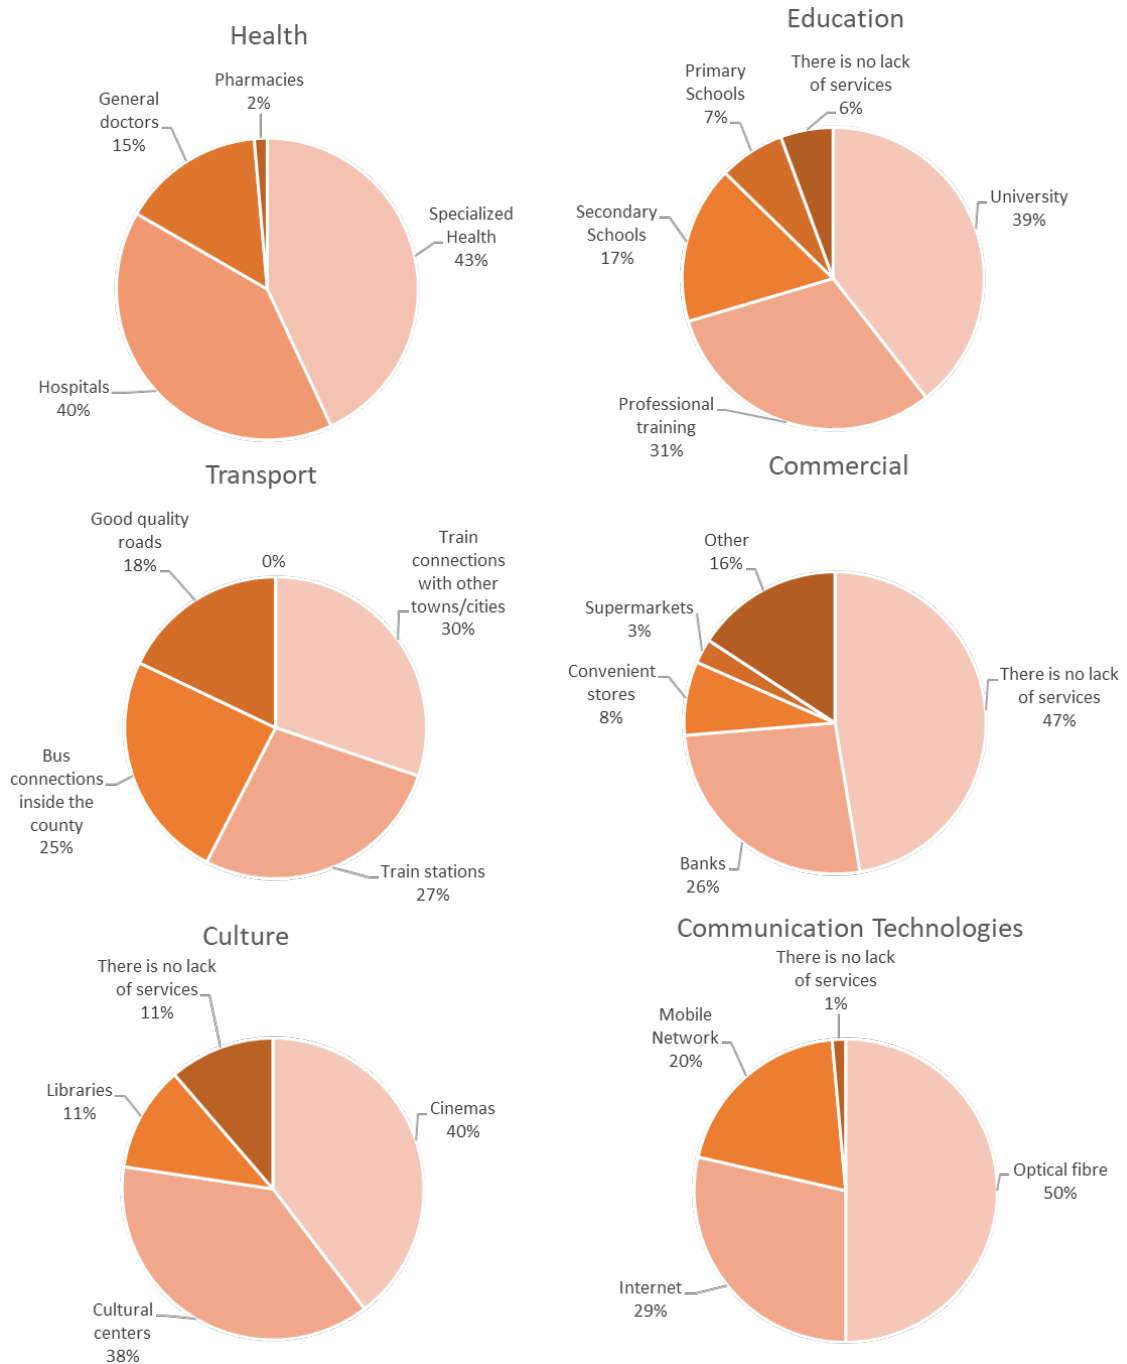 Health
Pharmacies
2%
General
doctors
15%
Specialized
Health
43%
Hospitals
40%
Education
There is no lack
of services
6%
Primary
Schools
7%
University
39%
Secondary
Schools
17%
Professional
training
31%
Transport
Good quality
roads
18%
0%
Train
connections
with other
towns/cities
30%
Bus
connections
inside the
county
25%
Train stations
27%
Commercial
Other
16%
Supermarkets
3%
Convenient
stores
8%
There is no lack
of services
47%
Banks
26%
Culture
There is no lack
of services
11%
Libraries
11%
Cinemas
40%
Cultural
centers
38%
Communication Technologies
There is no lack
of services
1%
Mobile
Network
20%
Optical fibre
50%
Internet
29%